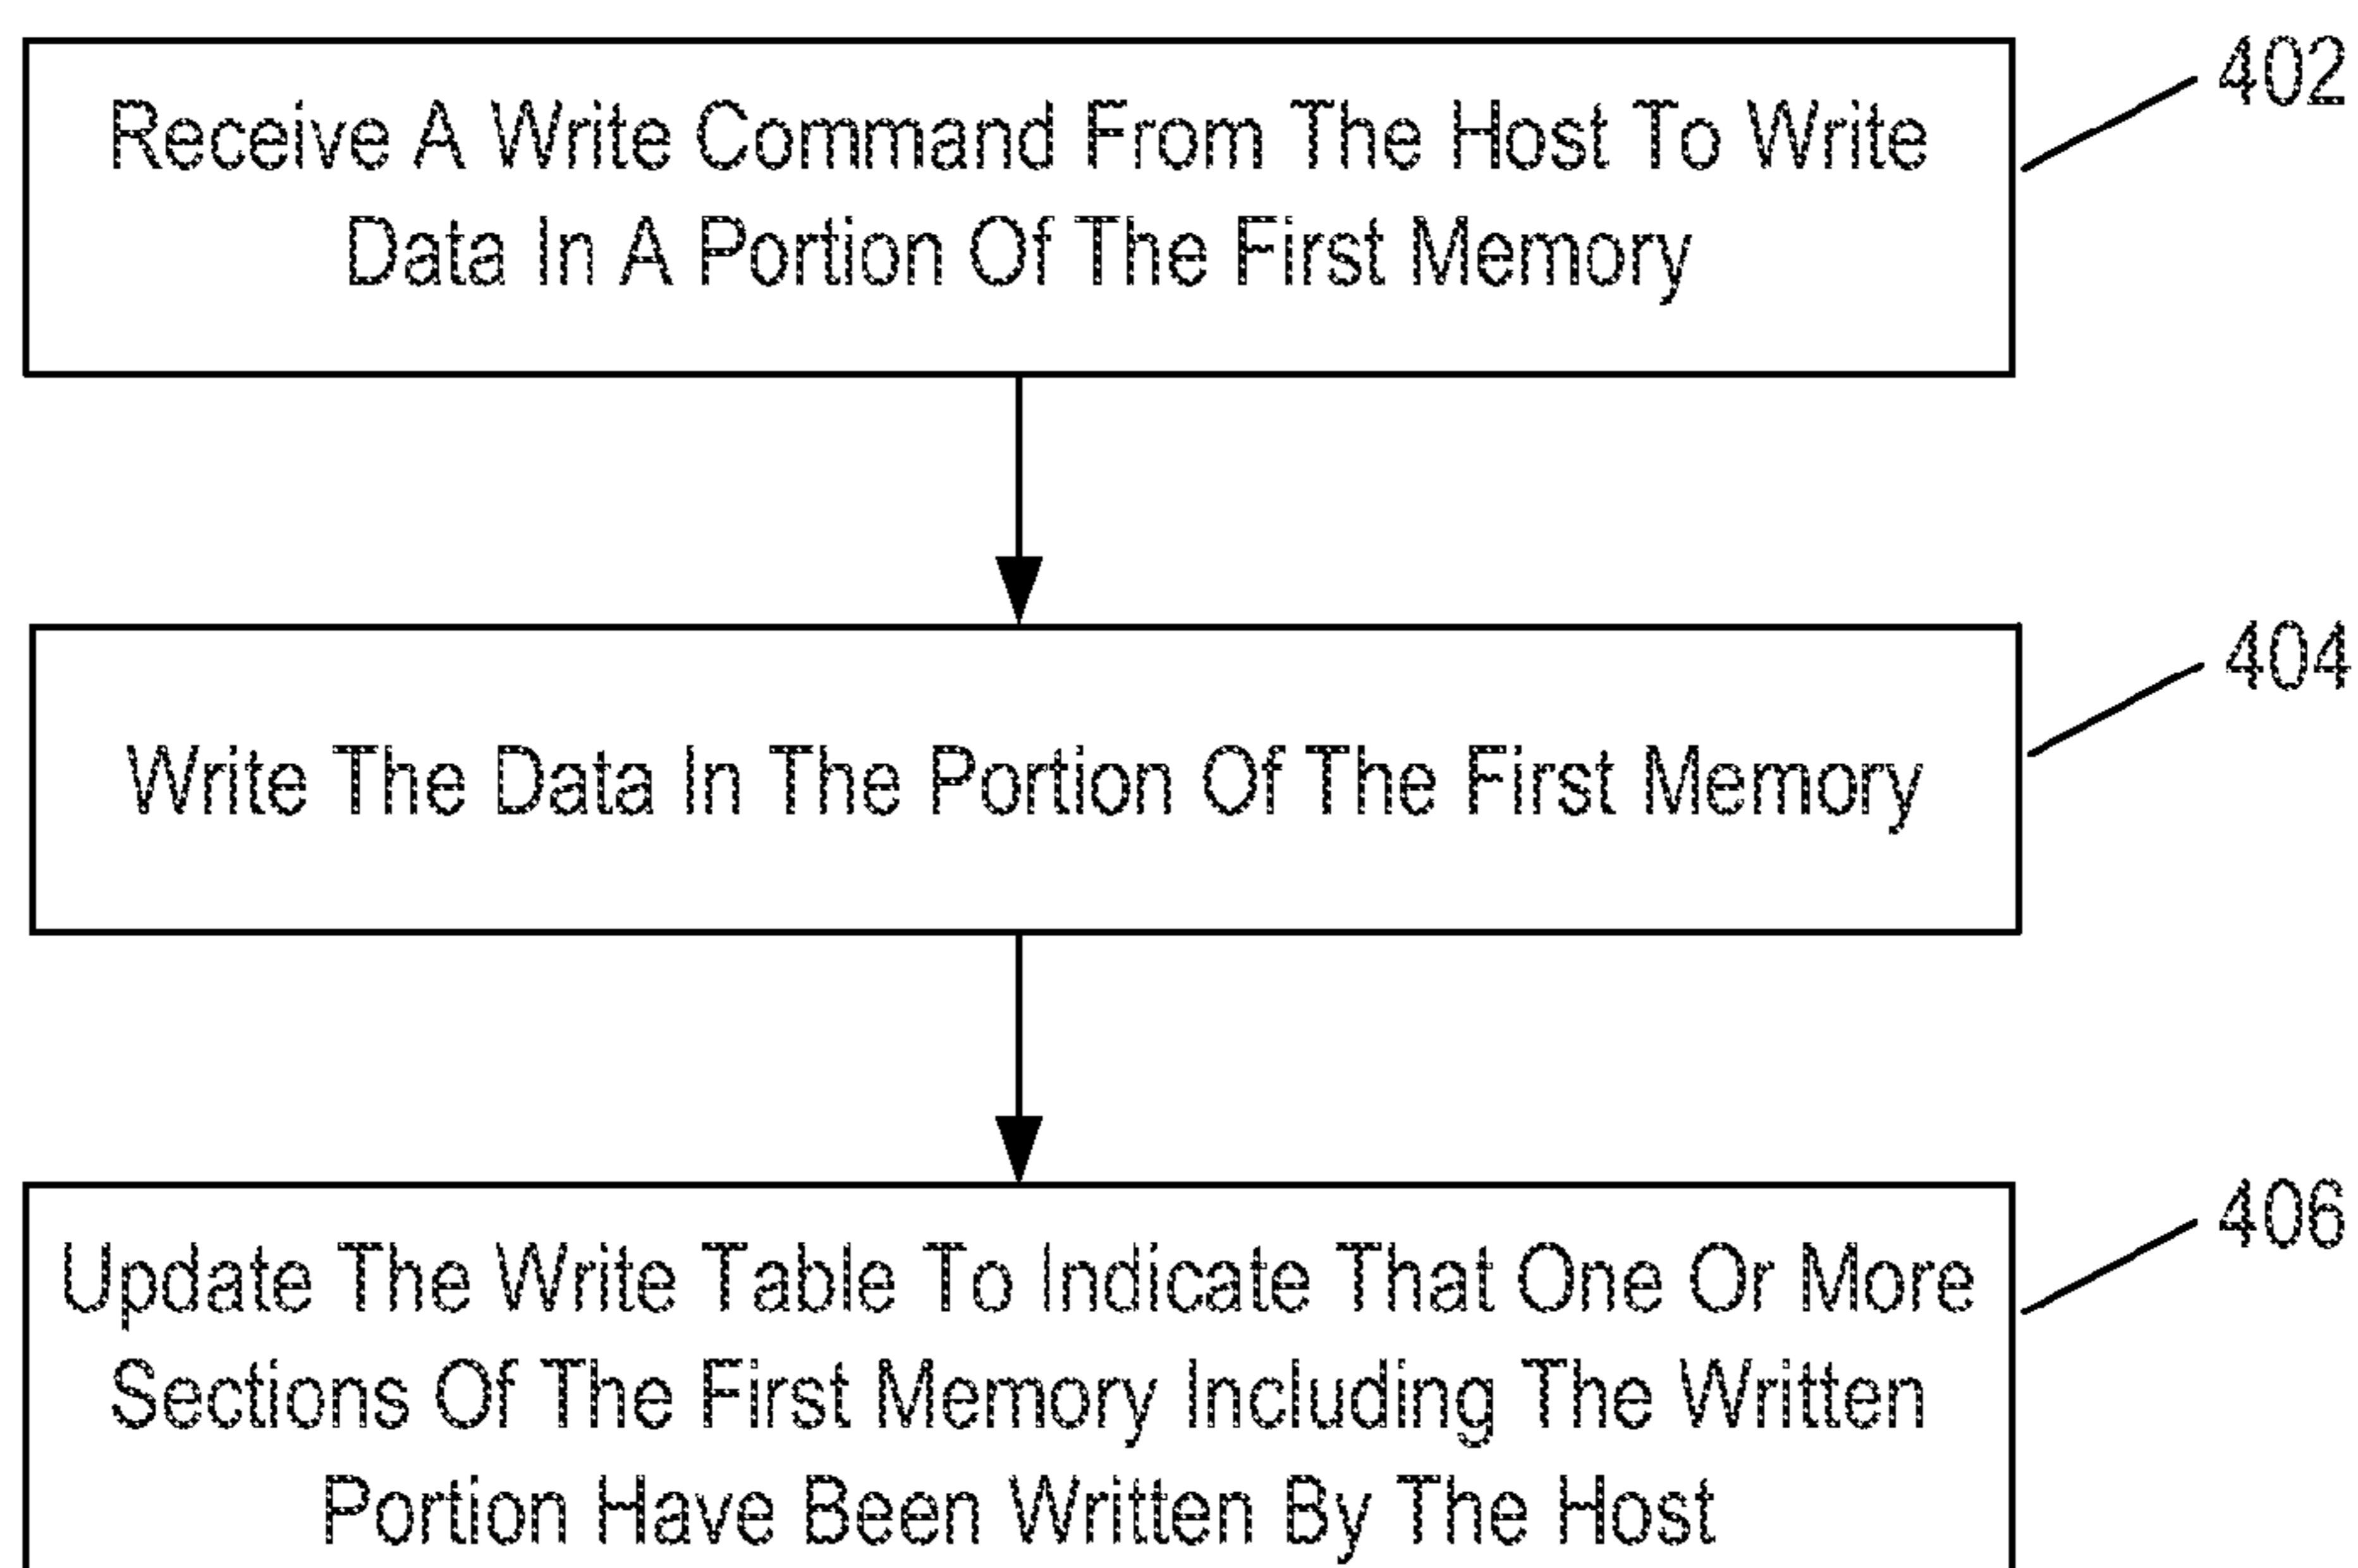 Receive A Write Command From The Host To Write
Data In A Portion Of The First Memory
402
Write The Data In The Portion Of The First Memory
404
Update The Write Table To Indicate That One Or More
Sections Of The First Memory Including The Written
Portion Have Been Written By The Host
406